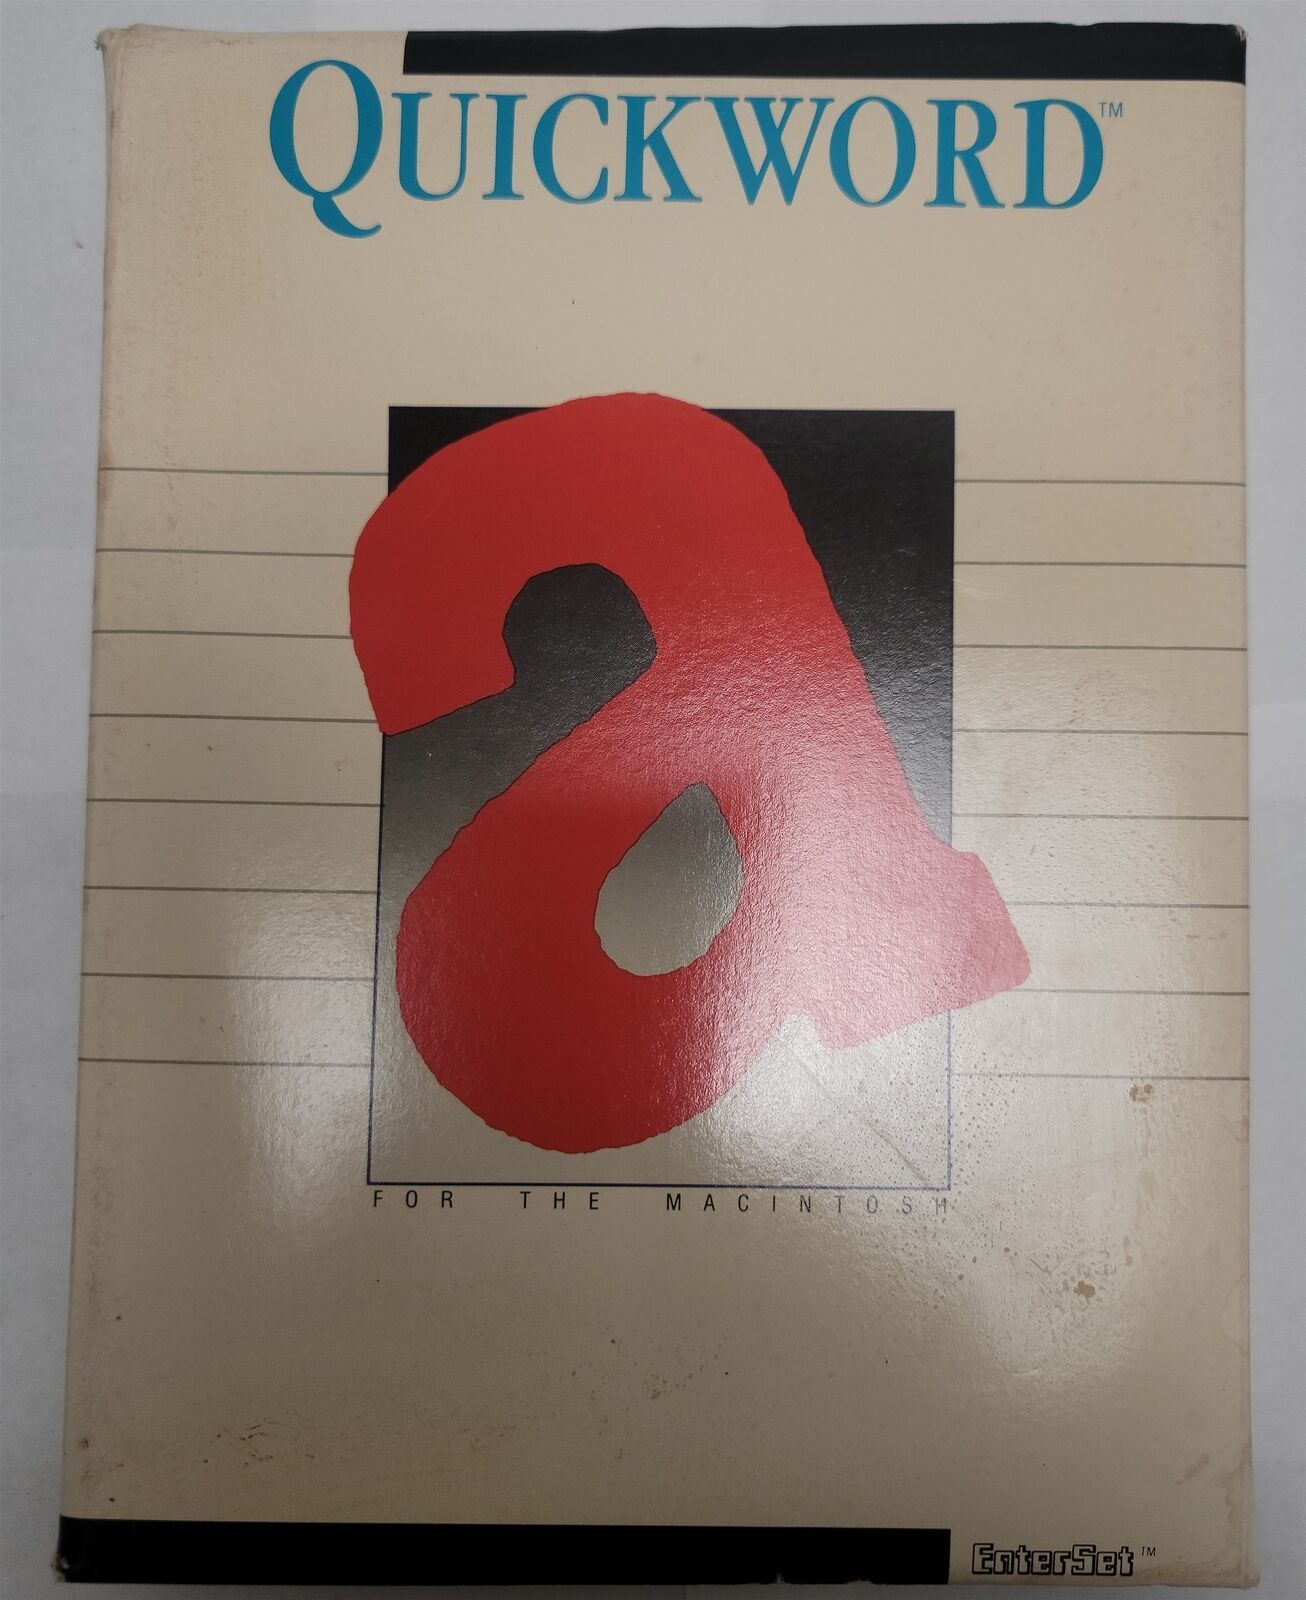 QUICKWORD™
a
FOR THE MACINTOSH
EnterSet™